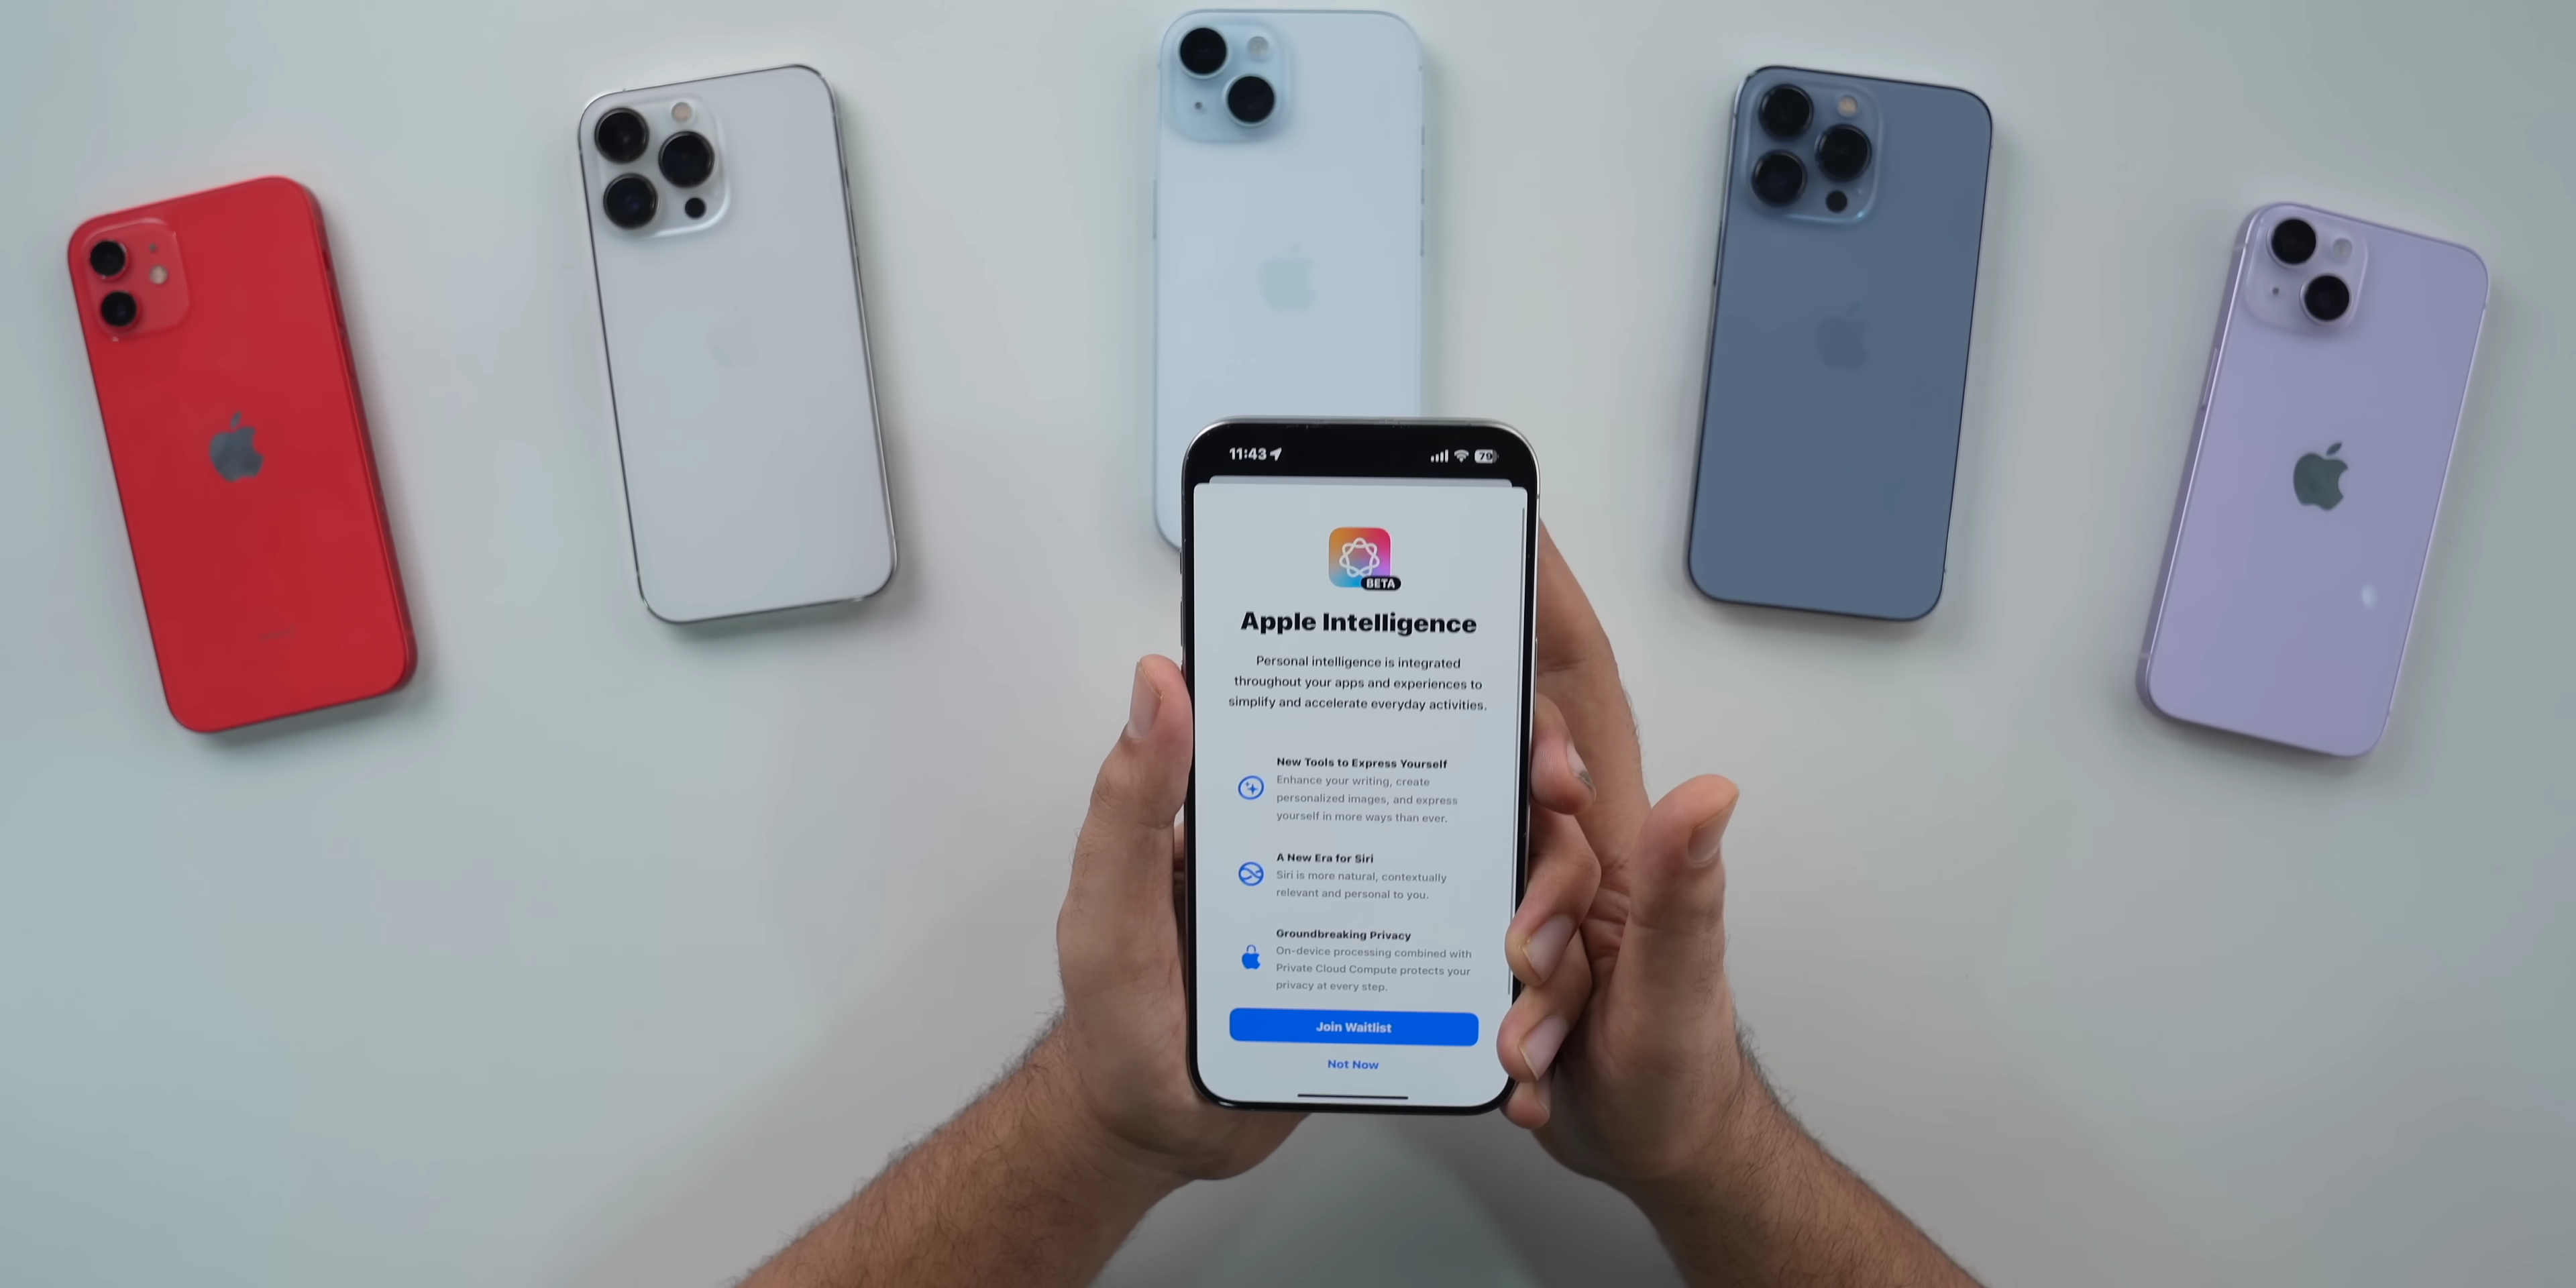 11:43
79
BETA
Apple Intelligence
Personal intelligence is integrated
throughout your apps and experiences to
simplify and accelerate everyday activities.
New Tools to Express Yourself
Enhance your writing, create
personalized images, and express
yourself in more ways than ever.
A New Era for Siri
Siri is more natural, contextually
relevant and personal to you.
Groundbreaking Privacy
On-device processing combined with
Private Cloud Compute protects your
privacy at every step.
Join Waitlist
Not Now